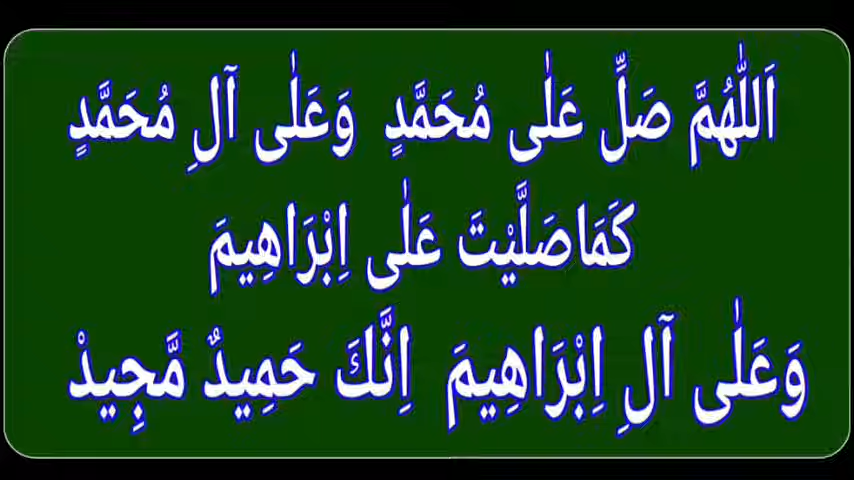 اَللّٰهُمَّ صَلِّ عَلٰى مُحَمَّدٍ وَعَلٰى آلِ مُحَمَّدٍ
كَمَاصَلَّيْتَ عَلٰى اِبْرَاهِيمَ
وَعَلٰى آلِ اِبْرَاهِيمَ اِنَّكَ حَمِيدٌ مَّجِيدْ